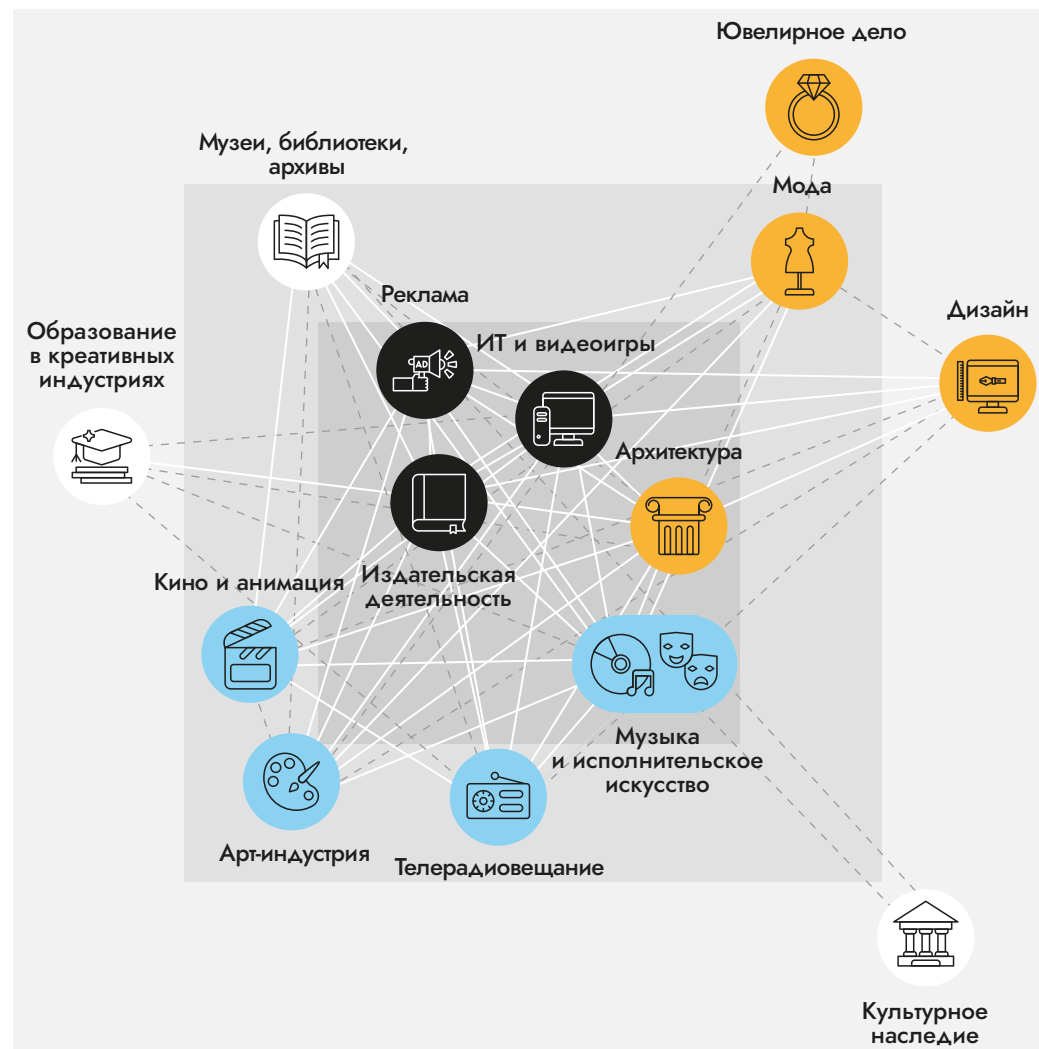 Ювелирное дело
Музеи, библиотеки,
архивы
Мода
Реклама
Дизайн
Образование
в креативных
индустриях
ИТ и видеоигры
AD
Архитектура
Кино и анимация
Издательская
деятельность
Музыка
и исполнительское
искусство
Арт-индустрия
Телерадиовещание
Культурное
наследие